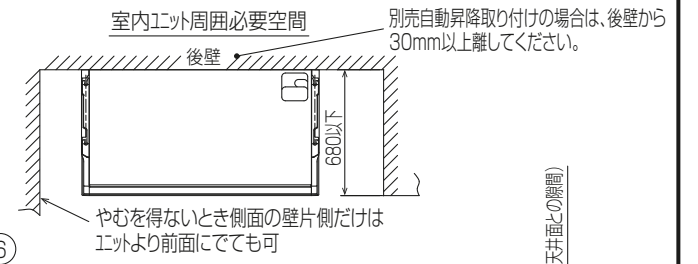 室内ユニット周囲必要空間
別売自動昇降取り付けの場合は、後壁から
30mm以上離してください。
後壁
680以下
やむを得ないとき側面の壁片側だけは
ユニットより前面にでても可
天井面との隙間)